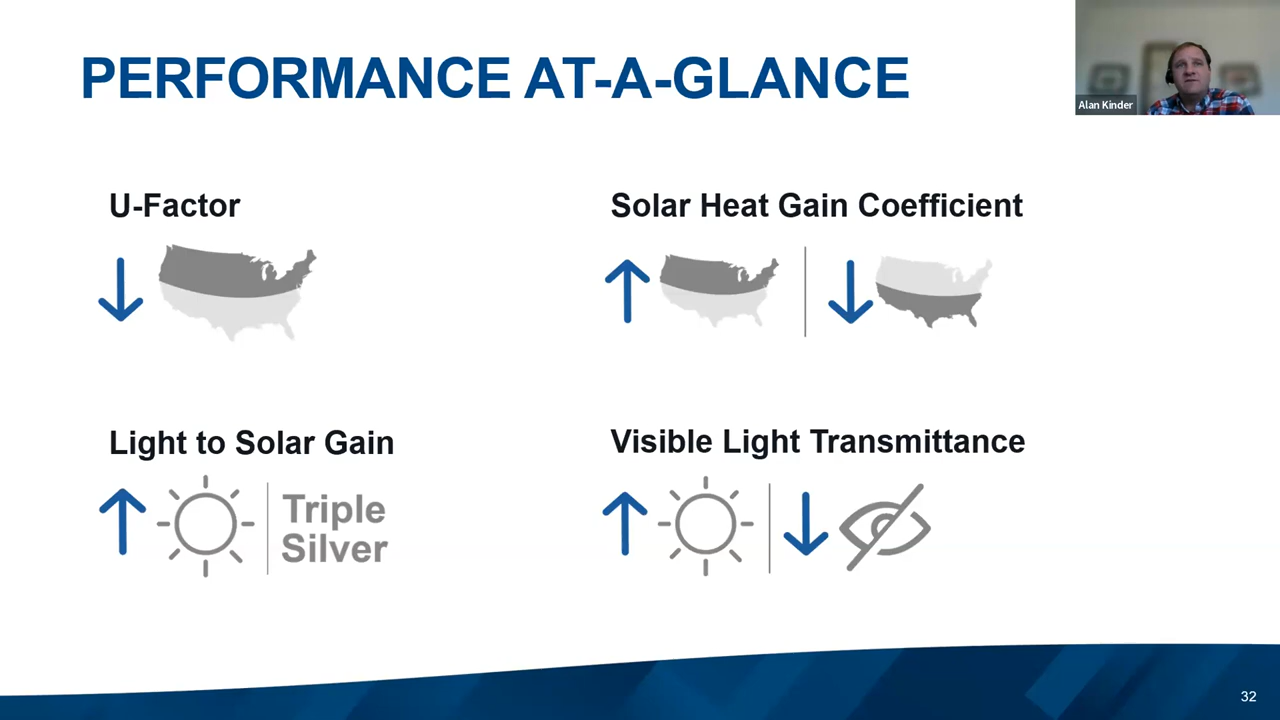 PERFORMANCE AT-A-GLANCE
Alan Kinder
U-Factor
Solar Heat Gain Coefficient
Light to Solar Gain
Triple
Silver
Visible Light Transmittance
32